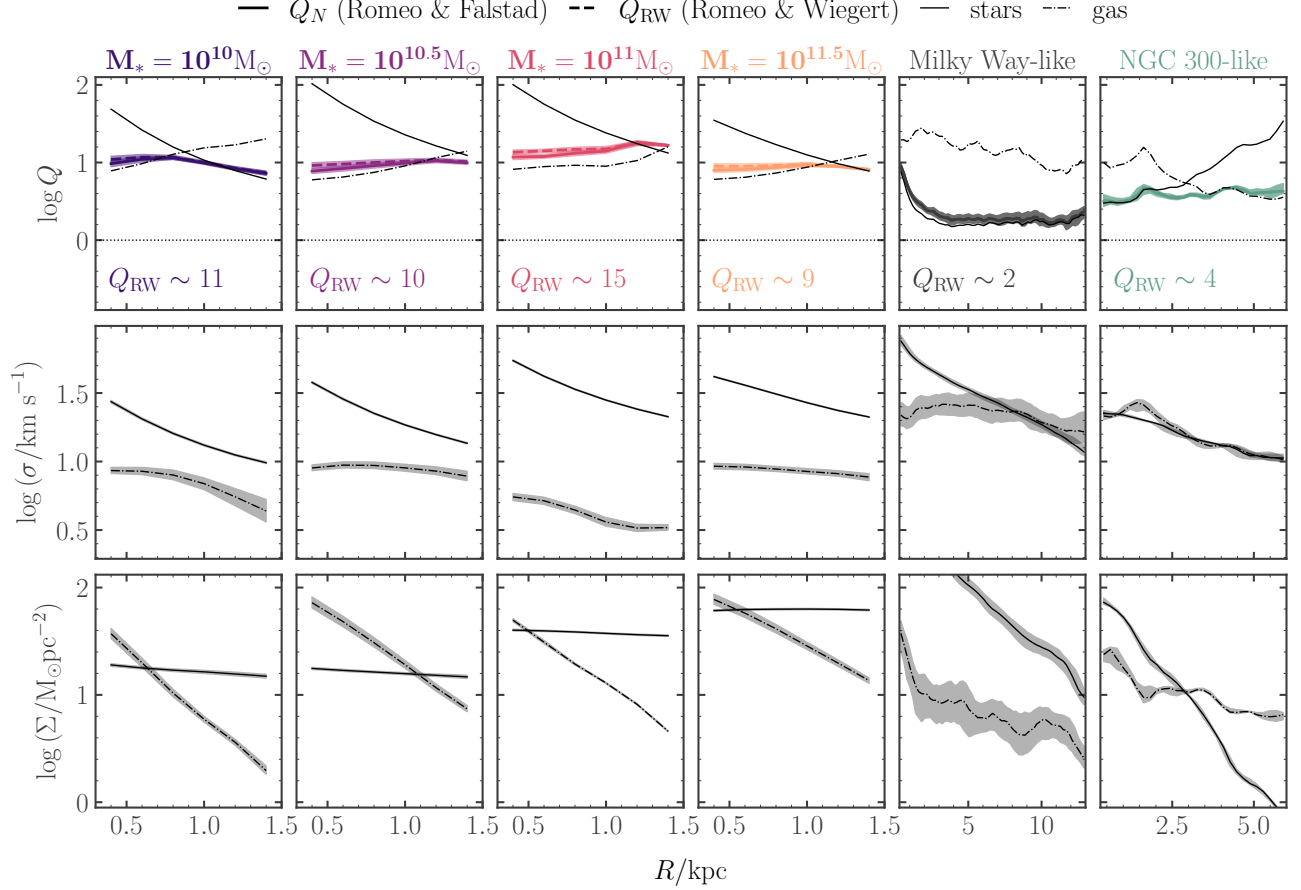 Q_N (Romeo & Falstad) Q_RW (Romeo & Wiegert) stars gas
M_* = 10^{10}M_⊙ M_* = 10^{10.5}M_⊙ M_* = 10^{11}M_⊙ M_* = 10^{11.5}M_⊙ Milky Way-like NGC 300-like
log Q
2
1
0
Q_RW ∼ 11 Q_RW ∼ 10 Q_RW ∼ 15 Q_RW ∼ 9 Q_RW ∼ 2 Q_RW ∼ 4
log (σ/km s^{−1})
1.5
1.0
0.5
log (Σ/M_⊙pc^{−2})
2
1
0
0.5 1.0 1.5 0.5 1.0 1.5 0.5 1.0 1.5 0.5 1.0 1.5 5 10 2.5 5.0
R/kpc